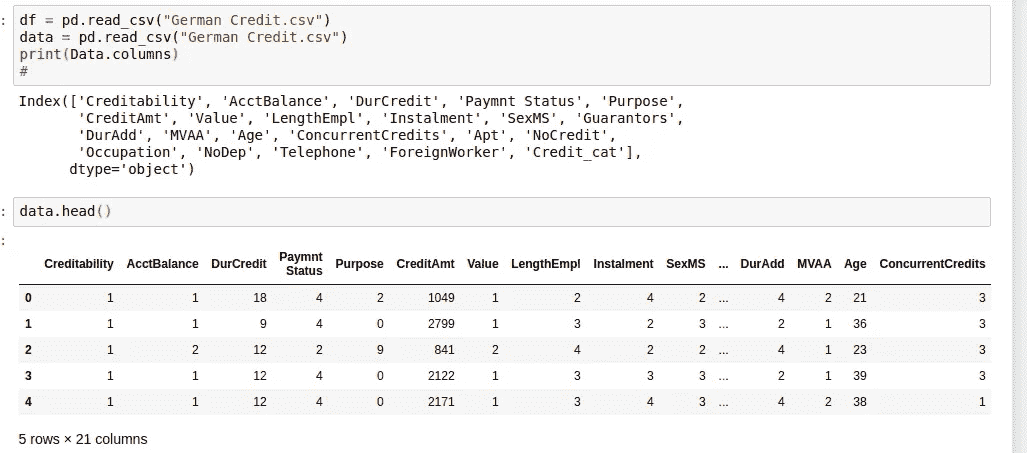 : df = pd.read_csv("German Credit.csv")
data = pd.read_csv("German Credit.csv")
print(Data.columns)
#
Index(['Creditability', 'AcctBalance', 'DurCredit', 'Paymnt Status', 'Purpose',
'CreditAmt', 'Value', 'LengthEmpl', 'Instalment', 'SexMS', 'Guarantors',
'DurAdd', 'MVAA', 'Age', 'ConcurrentCredits', 'Apt', 'NoCredit',
'Occupation', 'NoDep', 'Telephone', 'ForeignWorker', 'Credit_cat'],
dtype='object')
: data.head()
:
Creditability AcctBalance DurCredit Paymnt Status Purpose CreditAmt Value LengthEmpl Instalment SexMS ... DurAdd MVAA Age ConcurrentCredits
0 1 1 18 4 2 1049 1 2 4 2 ... 4 2 21 3
1 1 1 9 4 0 2799 1 3 2 3 ... 2 1 36 3
2 1 2 12 2 9 841 2 4 2 2 ... 4 1 23 3
3 1 1 12 4 0 2122 1 3 3 3 ... 2 1 39 3
4 1 1 12 4 0 2171 1 3 4 3 ... 4 2 38 1
5 rows × 21 columns